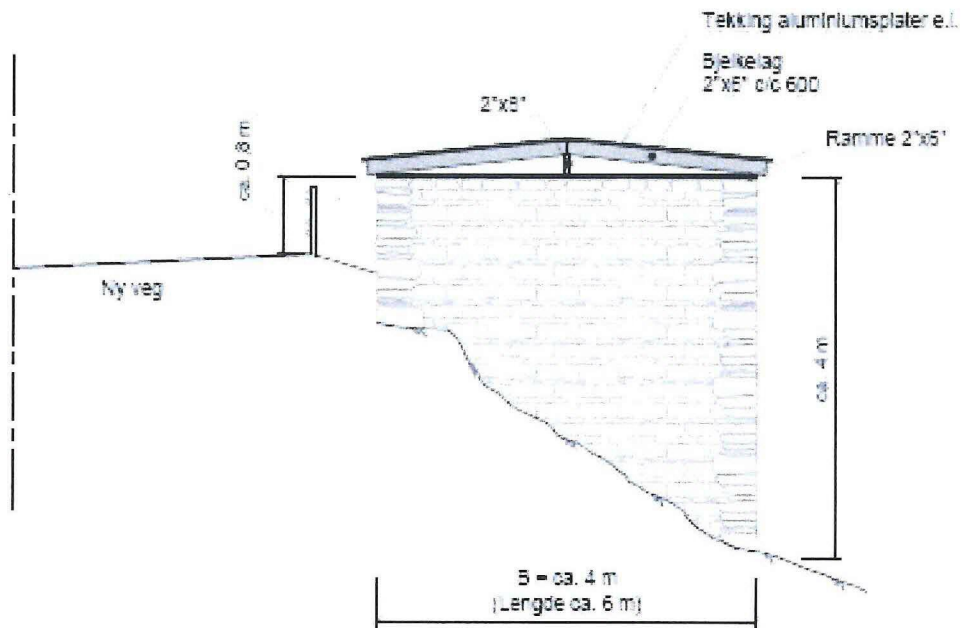 Tekking aluminiumsplater e.l.
Bjelkelag
2"x6" c/c 600
2"x6"
Ramme 2"x6"
ca. 0,8 m
Ny veg
ca. 4 m
B = ca. 4 m
(Lengde ca. 6 m)